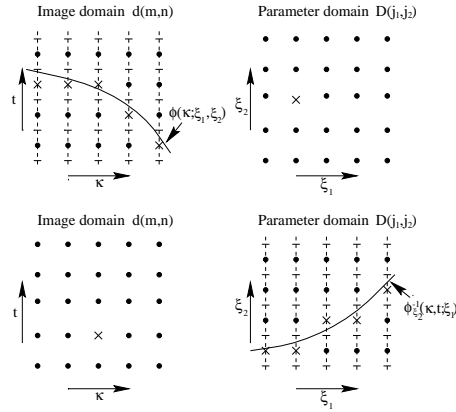 Image domain d(m,n)
Parameter domain D(j₁,j₂)
t
ϕ(κ;ξ₁,ξ₂)
κ
ξ₂
ξ₁
Image domain d(m,n)
Parameter domain D(j₁,j₂)
t
κ
ξ₂
ϕ⁻¹_ξ₂(κ,t;ξ₁)
ξ₁